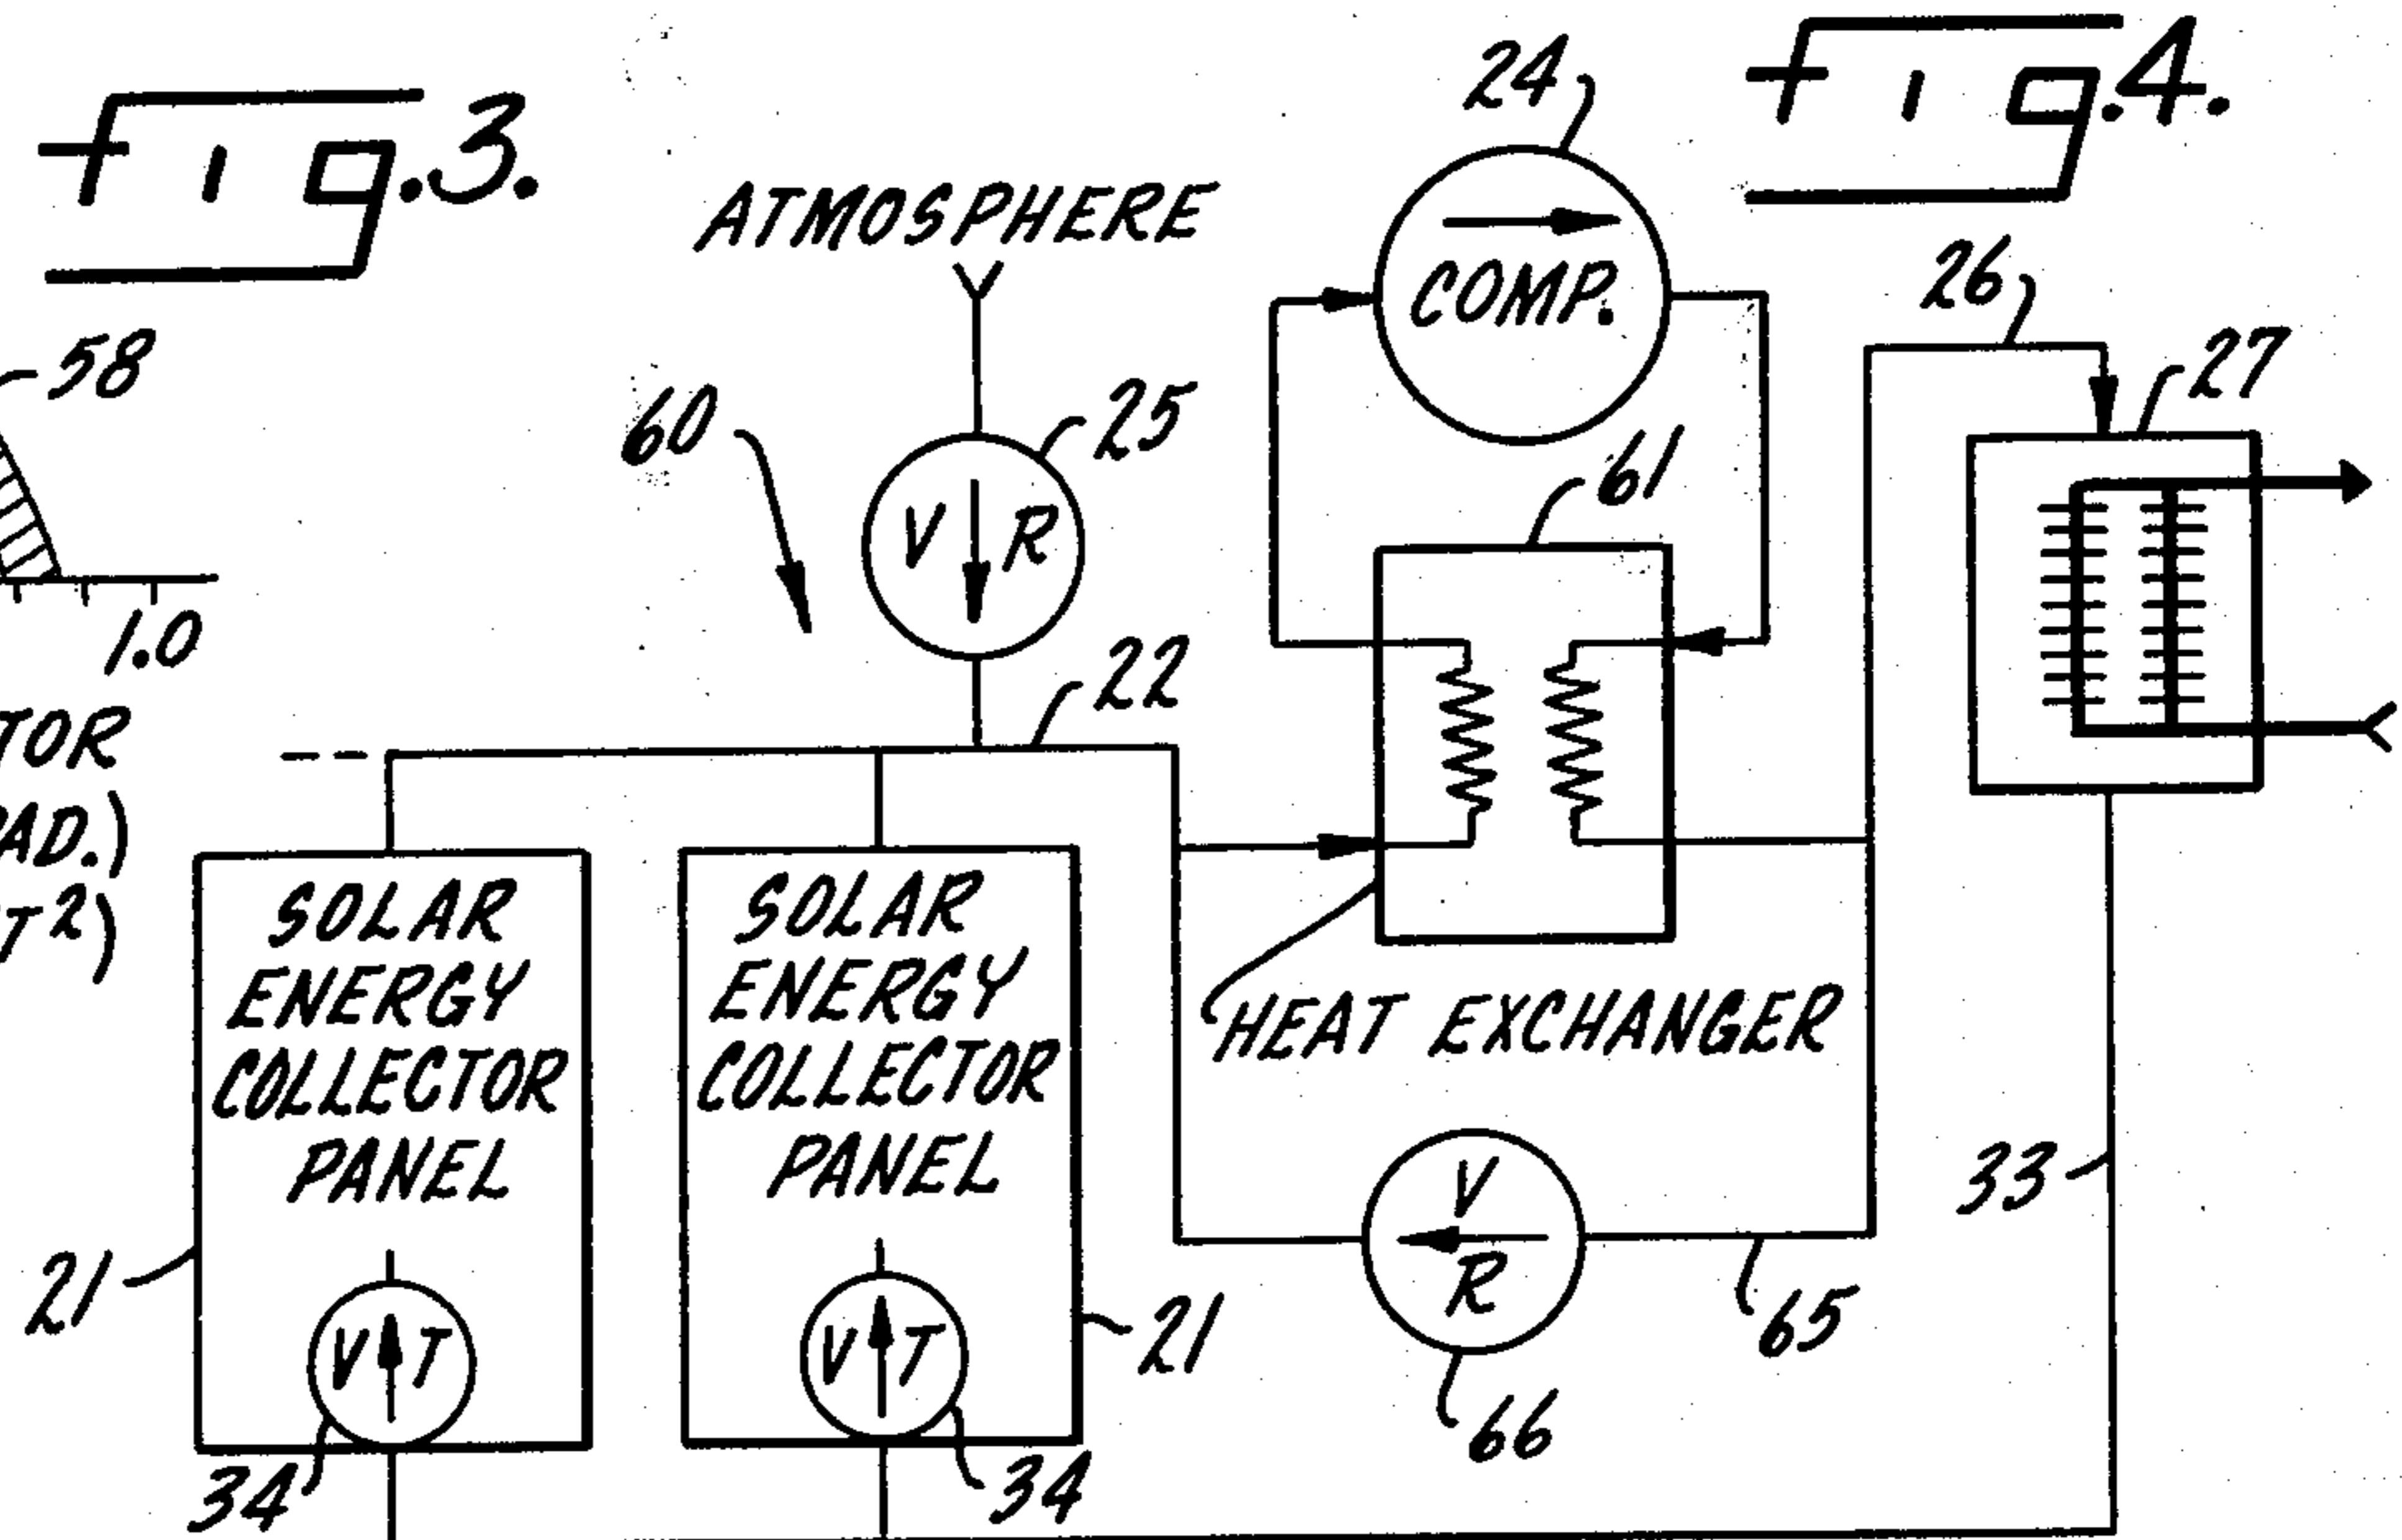 Fig.3.
58
1.0
TOR
AD.)
T²)
Fig.4.
ATMOSPHERE
24
COMP.
26
27
60
25
V R
61
22
SOLAR
ENERGY
COLLECTOR
PANEL
SOLAR
ENERGY
COLLECTOR
PANEL
HEAT EXCHANGER
33
V
R
65
66
21
V T
34
V T
21
34